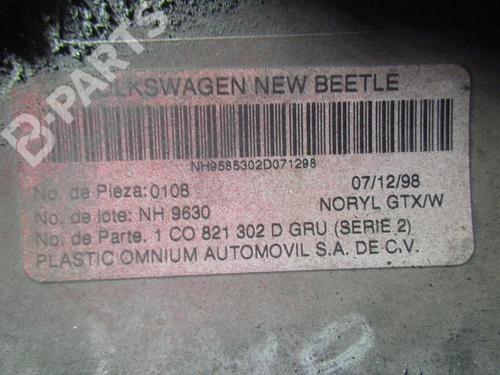 B-PARTS
LKSWAGEN NEW BEETLE
NH9585302D071298
No. de Pieza:0108 07/12/98
No. de lote: NH 9630 NORYL GTX/W
No. de Parte. 1 CO 821 302 D GRU (SERIE 2)
PLASTIC OMNIUM AUTOMOVIL S.A. DE C.V.